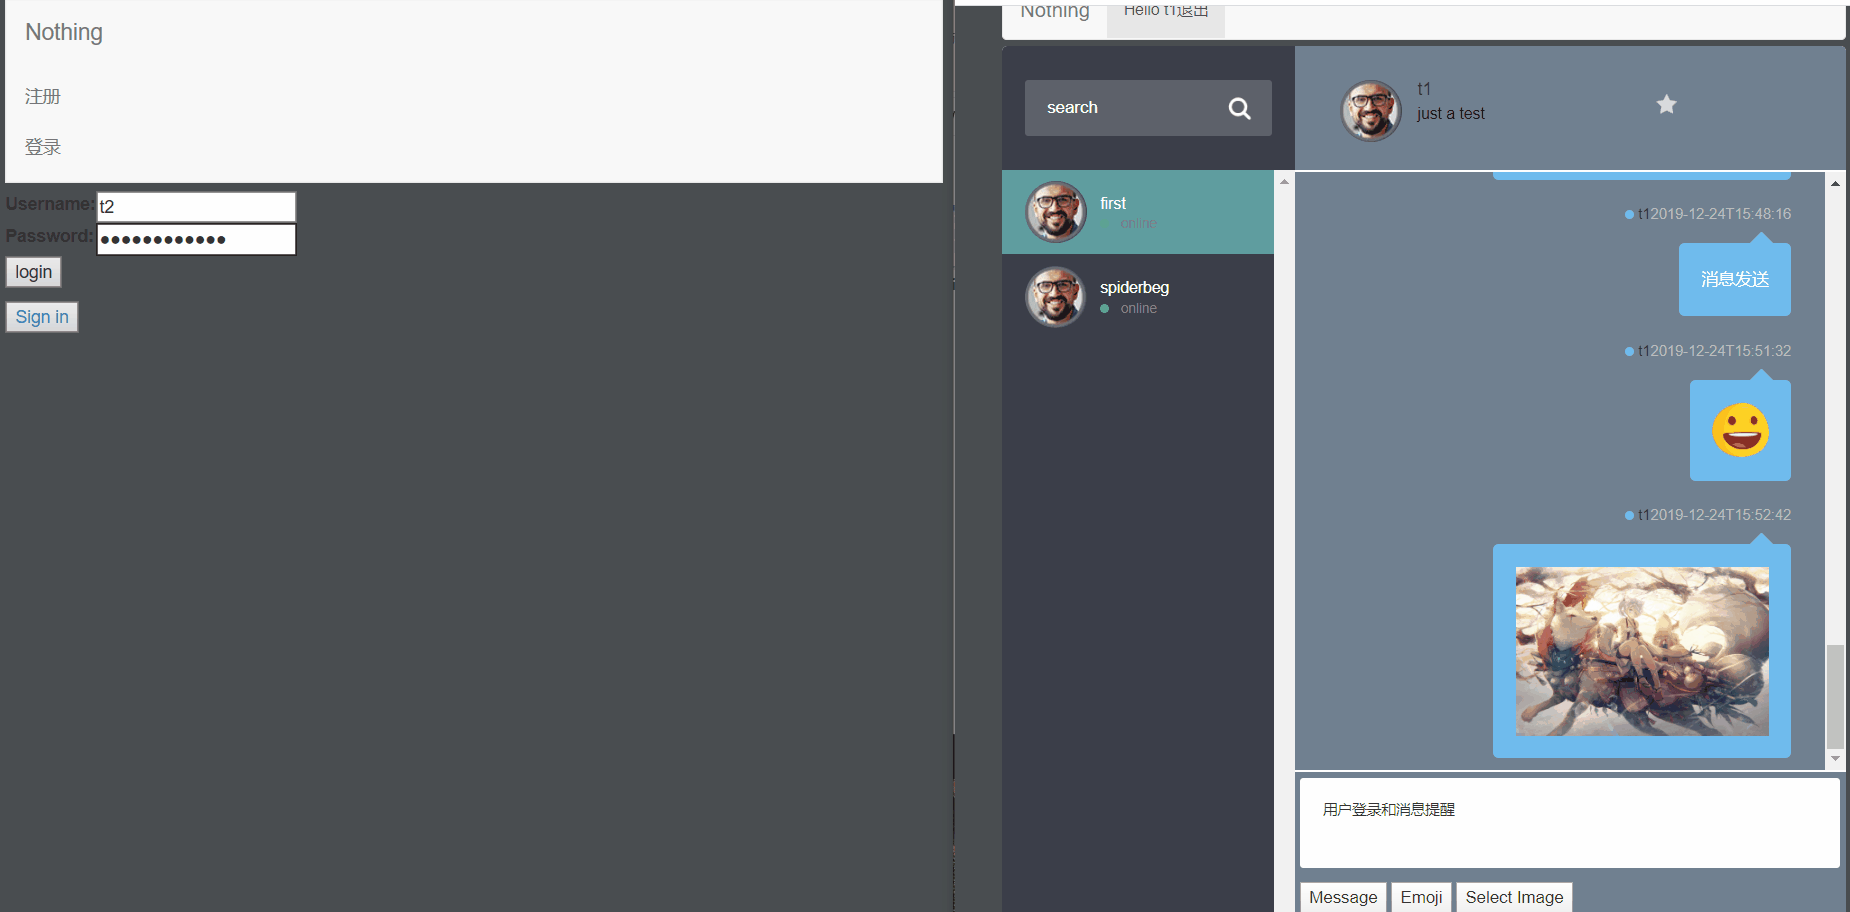 Nothing
注册
登录
Username: t2
Password: ●●●●●●●●●●●●
login
Sign in
Nothing
Hello t1退出
search
t1
just a test
first
online
spiderbeg
online
t12019-12-24T15:48:16
消息发送
t12019-12-24T15:51:32
t12019-12-24T15:52:42
用户登录和消息提醒
Message
Emoji
Select Image